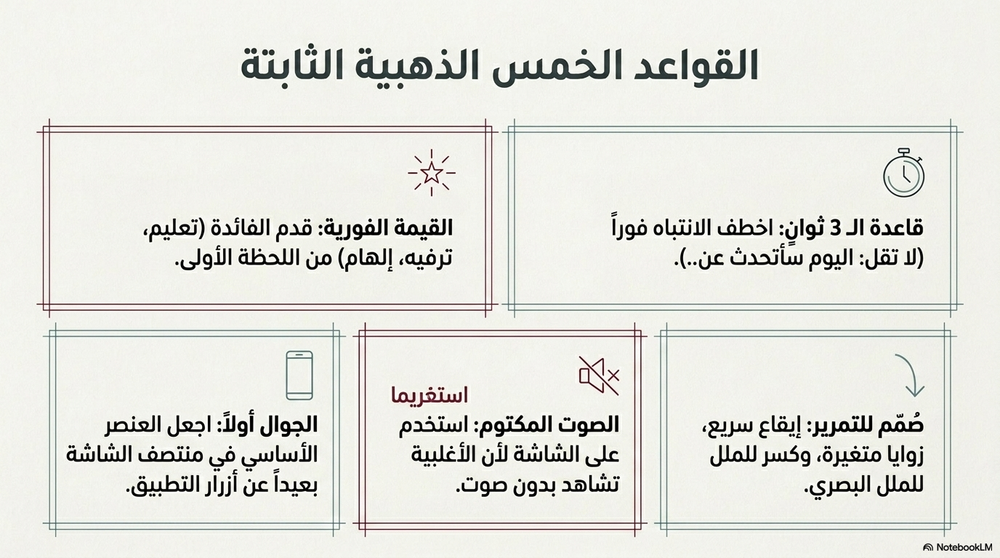 القواعد الخمس الذهبية الثابتة
قاعدة الـ 3 ثوانٍ: اخطف الانتباه فوراً
(لا تقل: اليوم سأتحدث عن..).
القيمة الفورية: قدم الفائدة (تعليم،
ترفيه، إلهام) من اللحظة الأولى.
صُمّم للتمرير: إيقاع سريع،
زوايا متغيرة، وكسر للملل
للملل البصري.
استغريما
الصوت المكتوم: استخدم
على الشاشة لأن الأغلبية
تشاهد بدون صوت.
الجوال أولاً: اجعل العنصر
الأساسي في منتصف الشاشة
بعيداً عن أزرار التطبيق.
NotebookLM